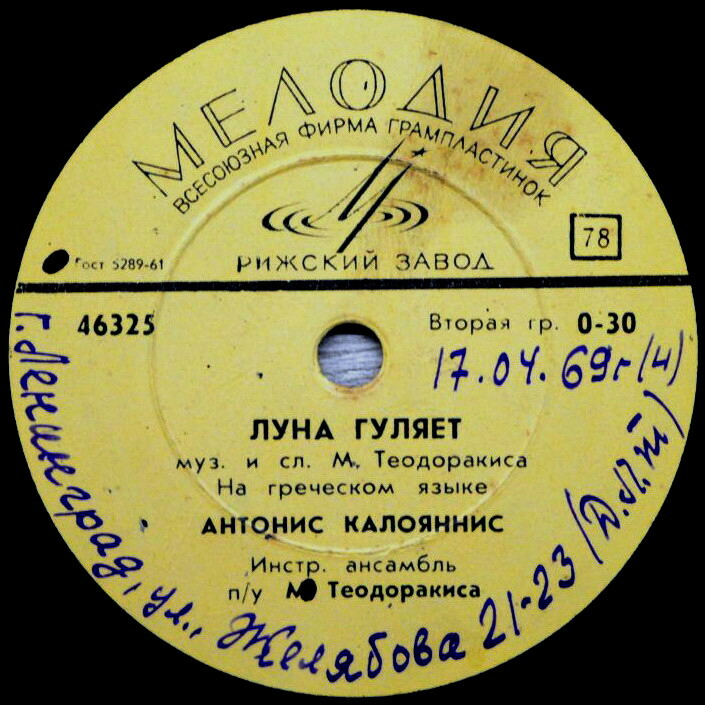 МЕЛОДИЯ
ВСЕСОЮЗНАЯ ФИРМА ГРАМПЛАСТИНОК
78
Гост 5289-61
РИЖСКИЙ ЗАВОД
46325
Вторая гр. 0-30
17.04.69г (ч)
ЛУНА ГУЛЯЕТ
муз. и сл. М. Теодоракиса
На греческом языке
АНТОНИС КАЛОЯННИС
Инстр. ансамбль
п/у М. Теодоракиса
г. Ленинград, ул. Желябова 21-23 (Д.Л.Т)